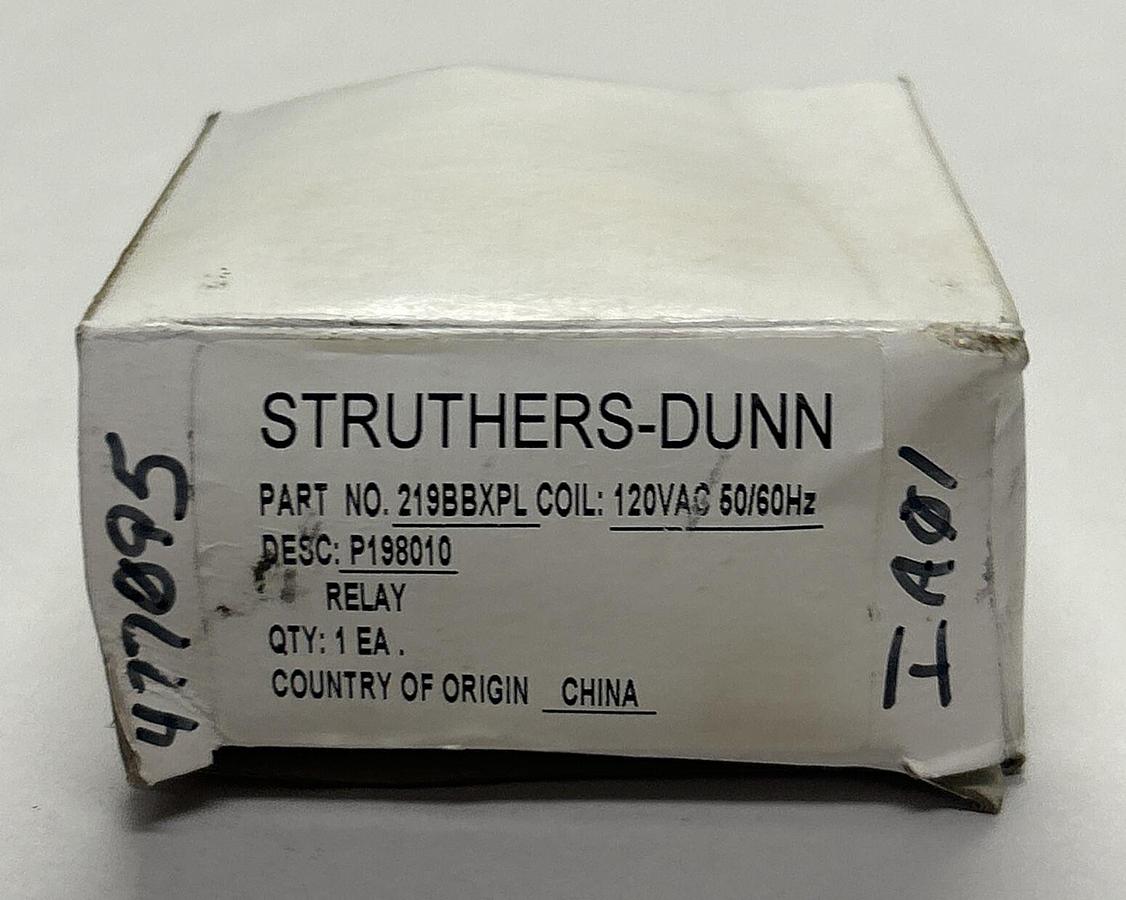 STRUTHERS-DUNN
PART NO. 219BBXPL COIL: 120VAC 50/60Hz
DESC: P198010
RELAY
QTY: 1 EA .
COUNTRY OF ORIGIN CHINA
477Ø95
IAØ1